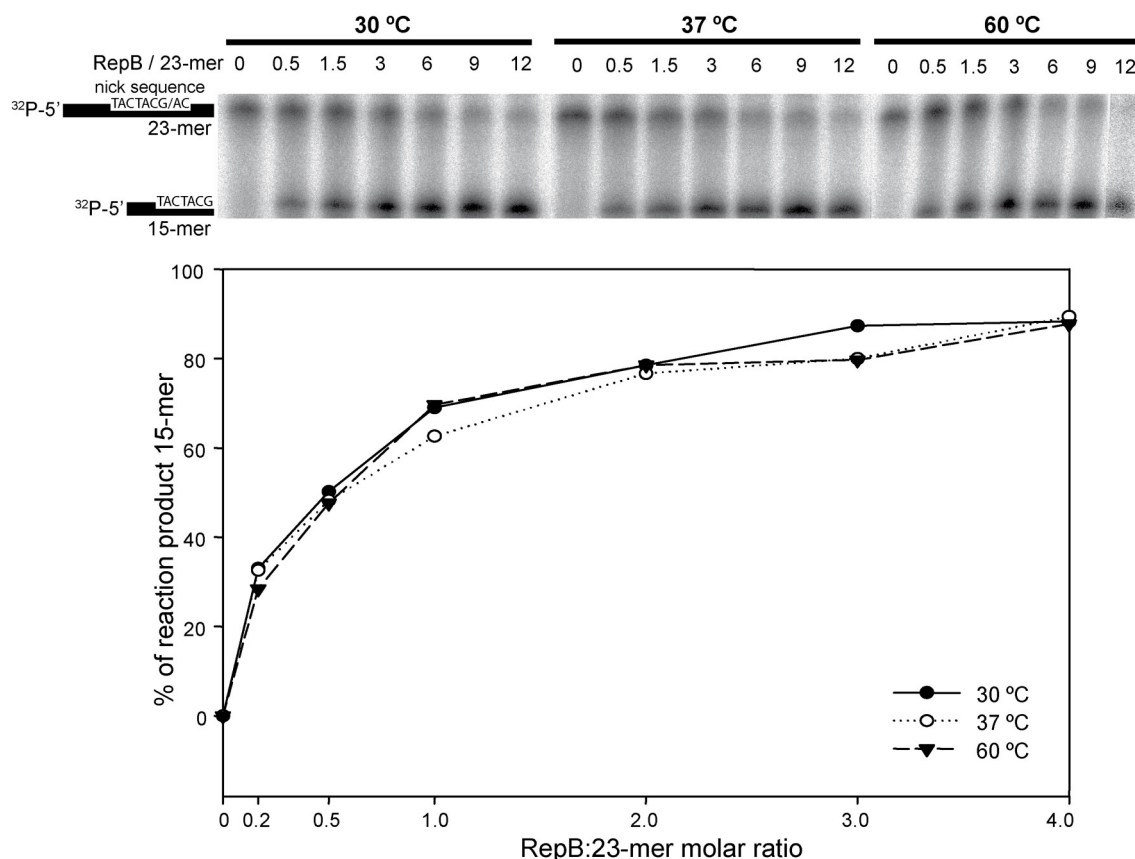 30 ºC 37 ºC 60 ºC
RepB / 23-mer 0 0.5 1.5 3 6 9 12 0 0.5 1.5 3 6 9 12 0 0.5 1.5 3 6 9 12
nick sequence
32P-5' TACTACG/AC
23-mer
32P-5' TACTACG
15-mer
100
80
60
40
20
0
% of reaction product 15-mer
30 ºC
37 ºC
60 ºC
0 0.2 0.5 1.0 2.0 3.0 4.0
RepB:23-mer molar ratio